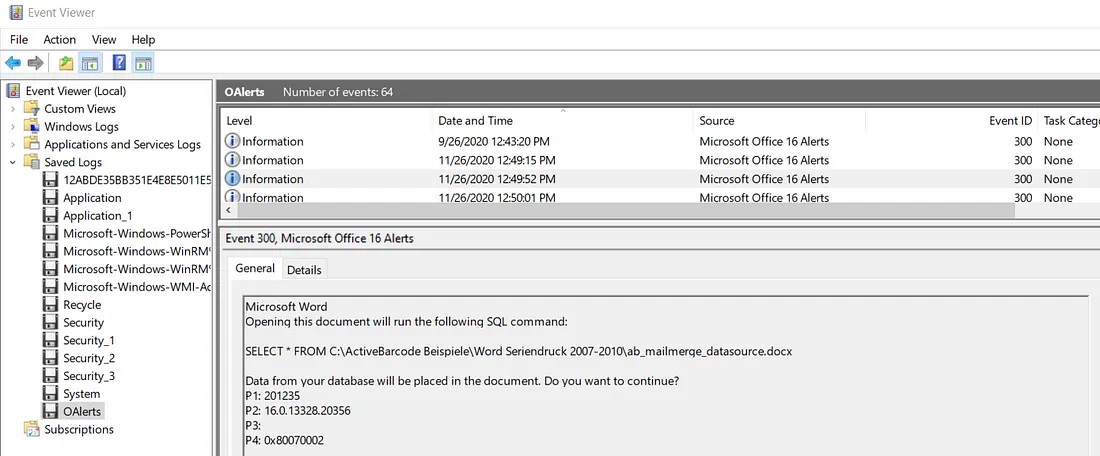 Event Viewer
File Action View Help
Event Viewer (Local)
Custom Views
Windows Logs
Applications and Services Logs
Saved Logs
12ABDE35BB351E4E8E5011E5
Application
Application_1
Microsoft-Windows-PowerSh
Microsoft-Windows-WinRM
Microsoft-Windows-WinRM
Microsoft-Windows-WMI-Ac
Recycle
Security
Security_1
Security_2
Security_3
System
OAlerts
Subscriptions
OAlerts Number of events: 64
Level Date and Time Source Event ID Task Categ
Information 9/26/2020 12:43:20 PM Microsoft Office 16 Alerts 300 None
Information 11/26/2020 12:49:15 PM Microsoft Office 16 Alerts 300 None
Information 11/26/2020 12:49:52 PM Microsoft Office 16 Alerts 300 None
Information 11/26/2020 12:50:01 PM Microsoft Office 16 Alerts 300 None
Event 300, Microsoft Office 16 Alerts
General Details
Microsoft Word
Opening this document will run the following SQL command:
SELECT * FROM C:\ActiveBarcode Beispiele\Word Seriendruck 2007-2010\ab_mailmerge_datasource.docx
Data from your database will be placed in the document. Do you want to continue?
P1: 201235
P2: 16.0.13328.20356
P3:
P4: 0x80070002